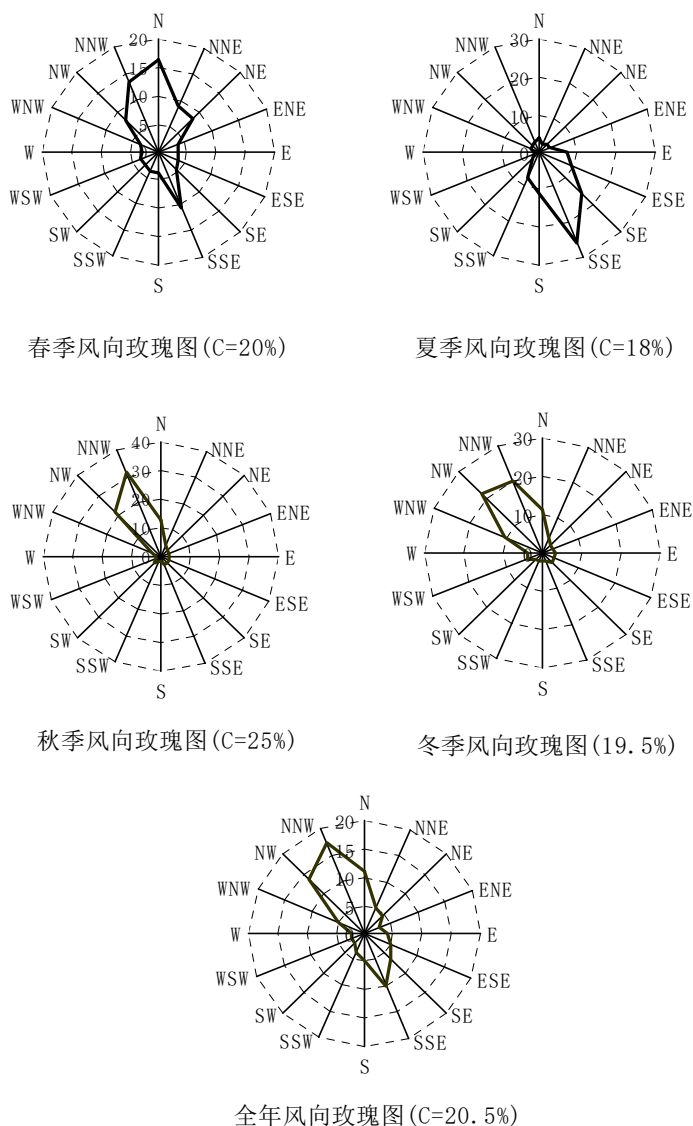 N
NNW 20 NNE
NW 15 NE
WNW 10 ENE
5
W 0 E
WSW ESE
SW SE
SSW SSE
S
春季风向玫瑰图(C=20%)
N
NNW 30 NNE
NW 20 NE
WNW 10 ENE
W 0 E
WSW ESE
SW SE
SSW SSE
S
夏季风向玫瑰图(C=18%)
N
NNW 40 NNE
NW 30 NE
WNW 20 ENE
10
W 0 E
WSW ESE
SW SE
SSW SSE
S
秋季风向玫瑰图(C=25%)
N
NNW 30 NNE
NW 20 NE
WNW 10 ENE
W 0 E
WSW ESE
SW SE
SSW SSE
S
冬季风向玫瑰图(19.5%)
N
NNW 20 NNE
NW 15 NE
WNW 10 ENE
5
W 0 E
WSW ESE
SW SE
SSW SSE
S
全年风向玫瑰图(C=20.5%)